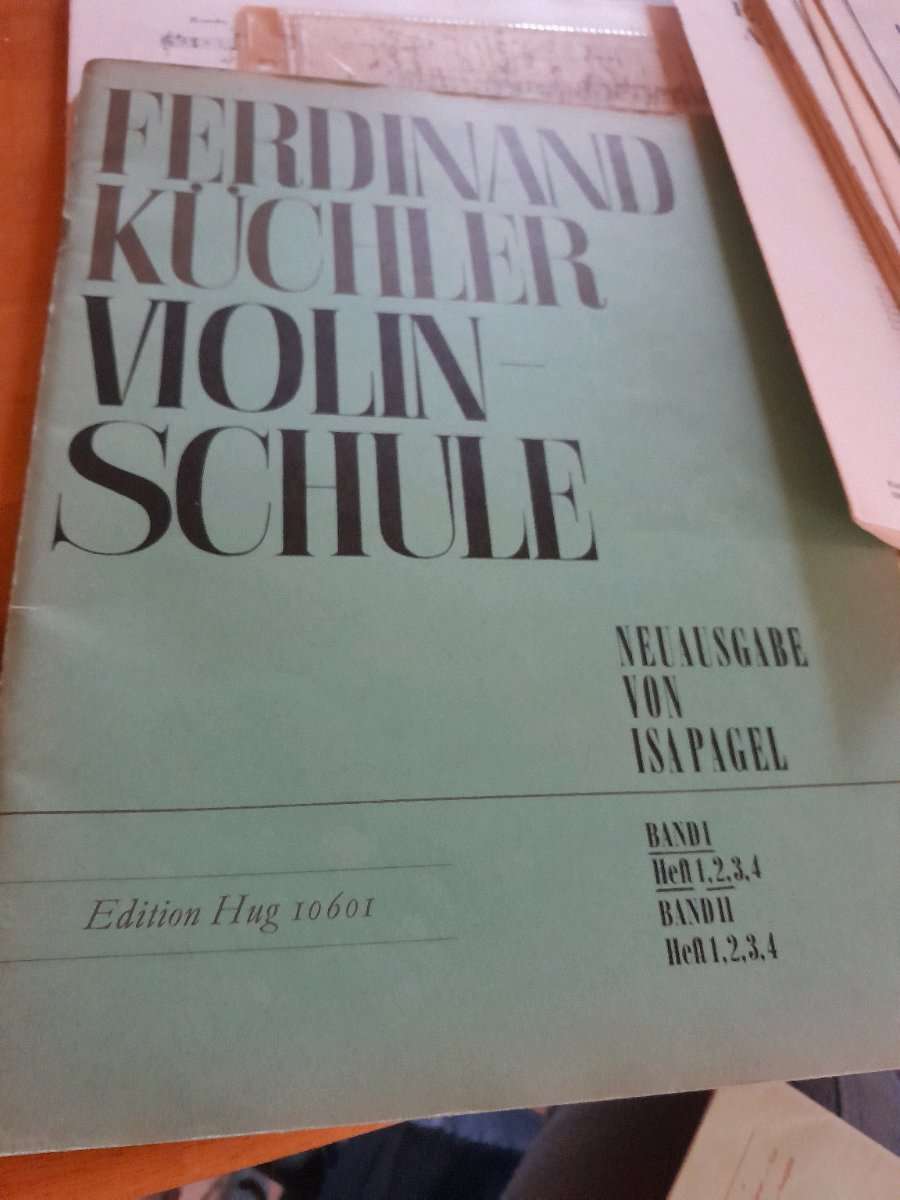 FERDINAND
KÜCHLER
VIOLIN-
SCHULE
NEUAUSGABE
VON
ISA PAGEL
BAND I
Heft 1, 2, 3, 4
BAND II
Heft 1, 2, 3, 4
Edition Hug 10601